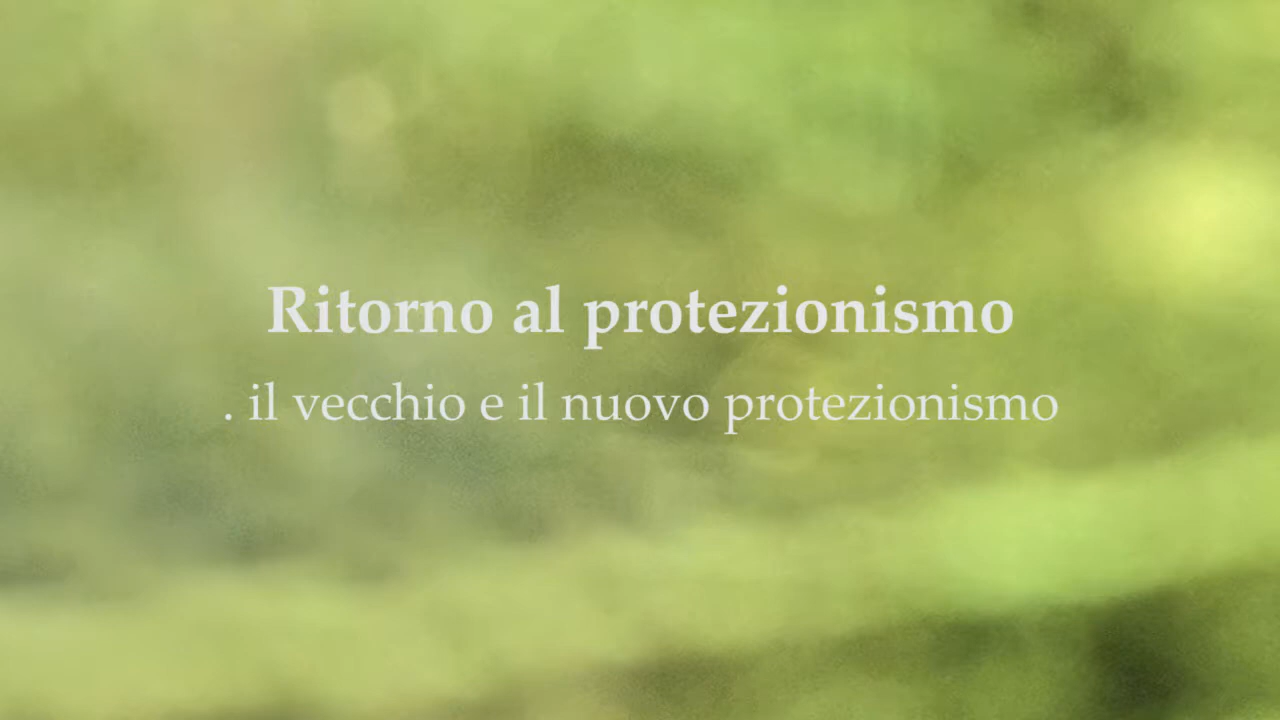 Ritorno al protezionismo
. il vecchio e il nuovo protezionismo